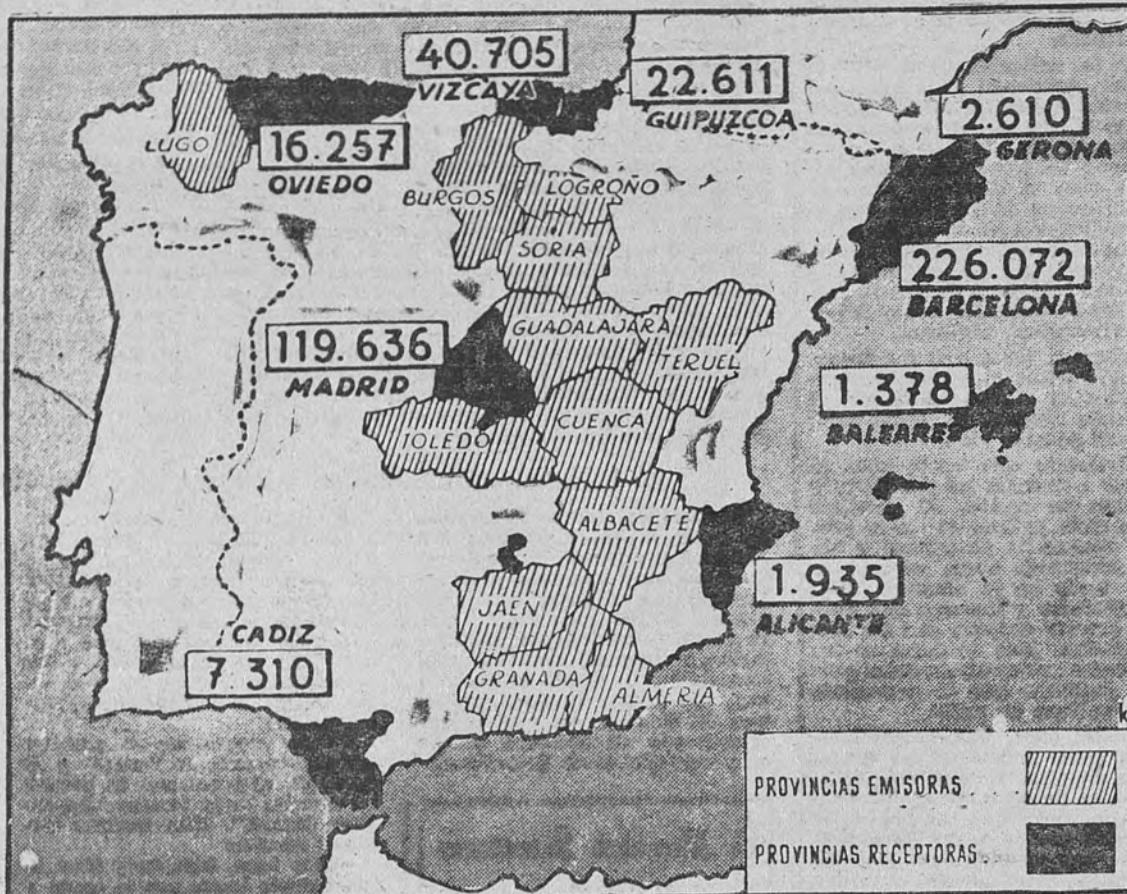 40.705
VIZCAYA
22.611
GUIPUZCOA
2.610
GERONA
LUGO
16.257
OVIEDO
BURGOS
LOGROÑO
SORIA
226.072
BARCELONA
119.636
MADRID
GUADALAJARA
TERUEL
1.378
BALEARES
TOLEDO
CUENCA
ALBACETE
1.935
ALICANTE
JAEN
CADIZ
7.310
GRANADA
ALMERIA
PROVINCIAS EMISORAS
PROVINCIAS RECEPTORAS